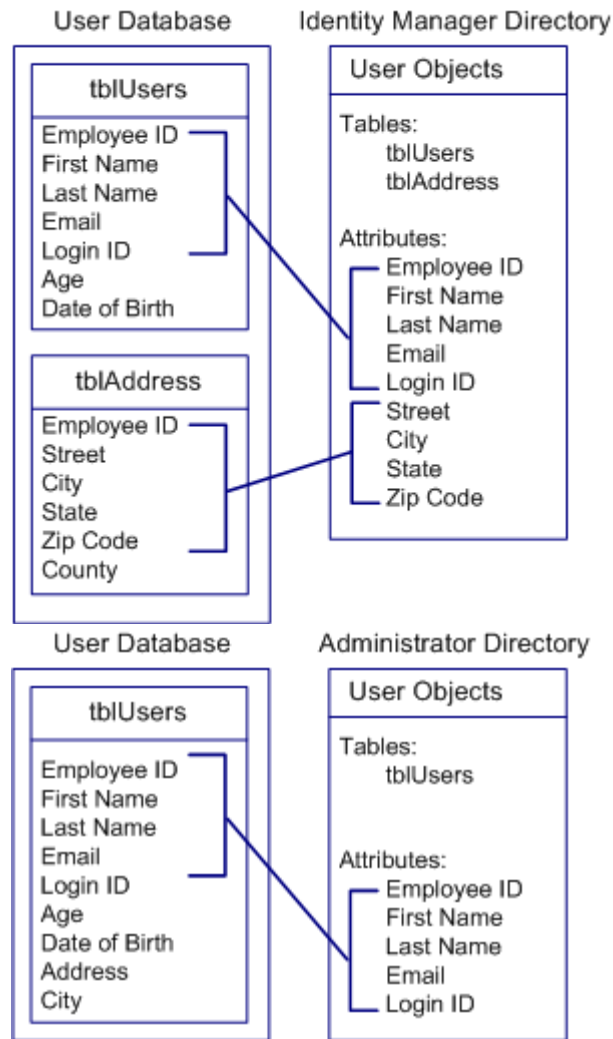 User Database
tblUsers
Employee ID
First Name
Last Name
Email
Login ID
Age
Date of Birth
tblAddress
Employee ID
Street
City
State
Zip Code
County
Identity Manager Directory
User Objects
Tables:
tblUsers
tblAddress
Attributes:
Employee ID
First Name
Last Name
Email
Login ID
Street
City
State
Zip Code
User Database
tblUsers
Employee ID
First Name
Last Name
Email
Login ID
Age
Date of Birth
Address
City
Administrator Directory
User Objects
Tables:
tblUsers
Attributes:
Employee ID
First Name
Last Name
Email
Login ID